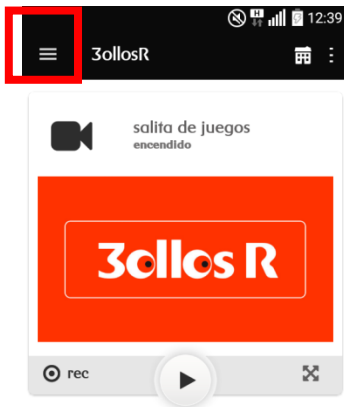 H
12:39
3ollosR
salita de juegos
encendido
3ollos R
rec